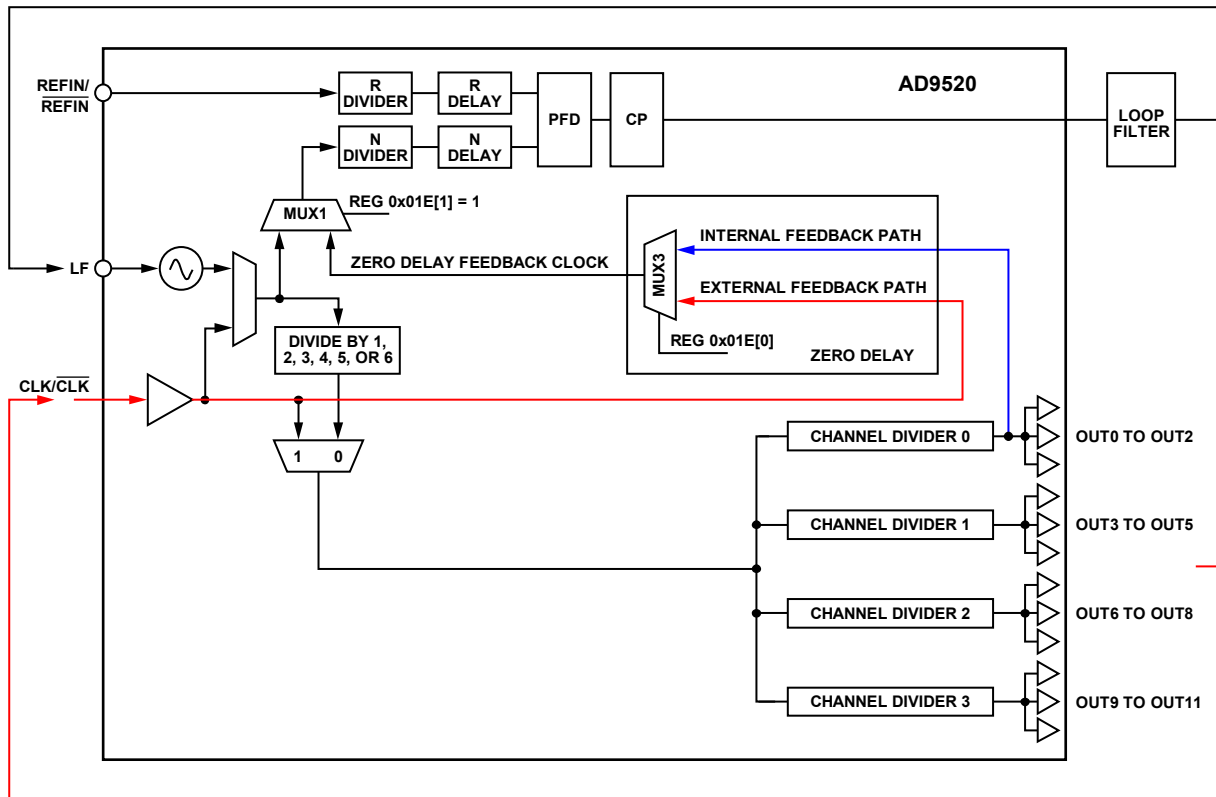 AD9520
REFIN/
REFIN
R
DIVIDER
R
DELAY
PFD
CP
LOOP
FILTER
N
DIVIDER
N
DELAY
REG 0x01E[1] = 1
MUX1
INTERNAL FEEDBACK PATH
LF
ZERO DELAY FEEDBACK CLOCK
MUX3
EXTERNAL FEEDBACK PATH
DIVIDE BY 1,
2, 3, 4, 5, OR 6
REG 0x01E[0]
ZERO DELAY
CLK/CLK
1 0
CHANNEL DIVIDER 0
OUT0 TO OUT2
CHANNEL DIVIDER 1
OUT3 TO OUT5
CHANNEL DIVIDER 2
OUT6 TO OUT8
CHANNEL DIVIDER 3
OUT9 TO OUT11